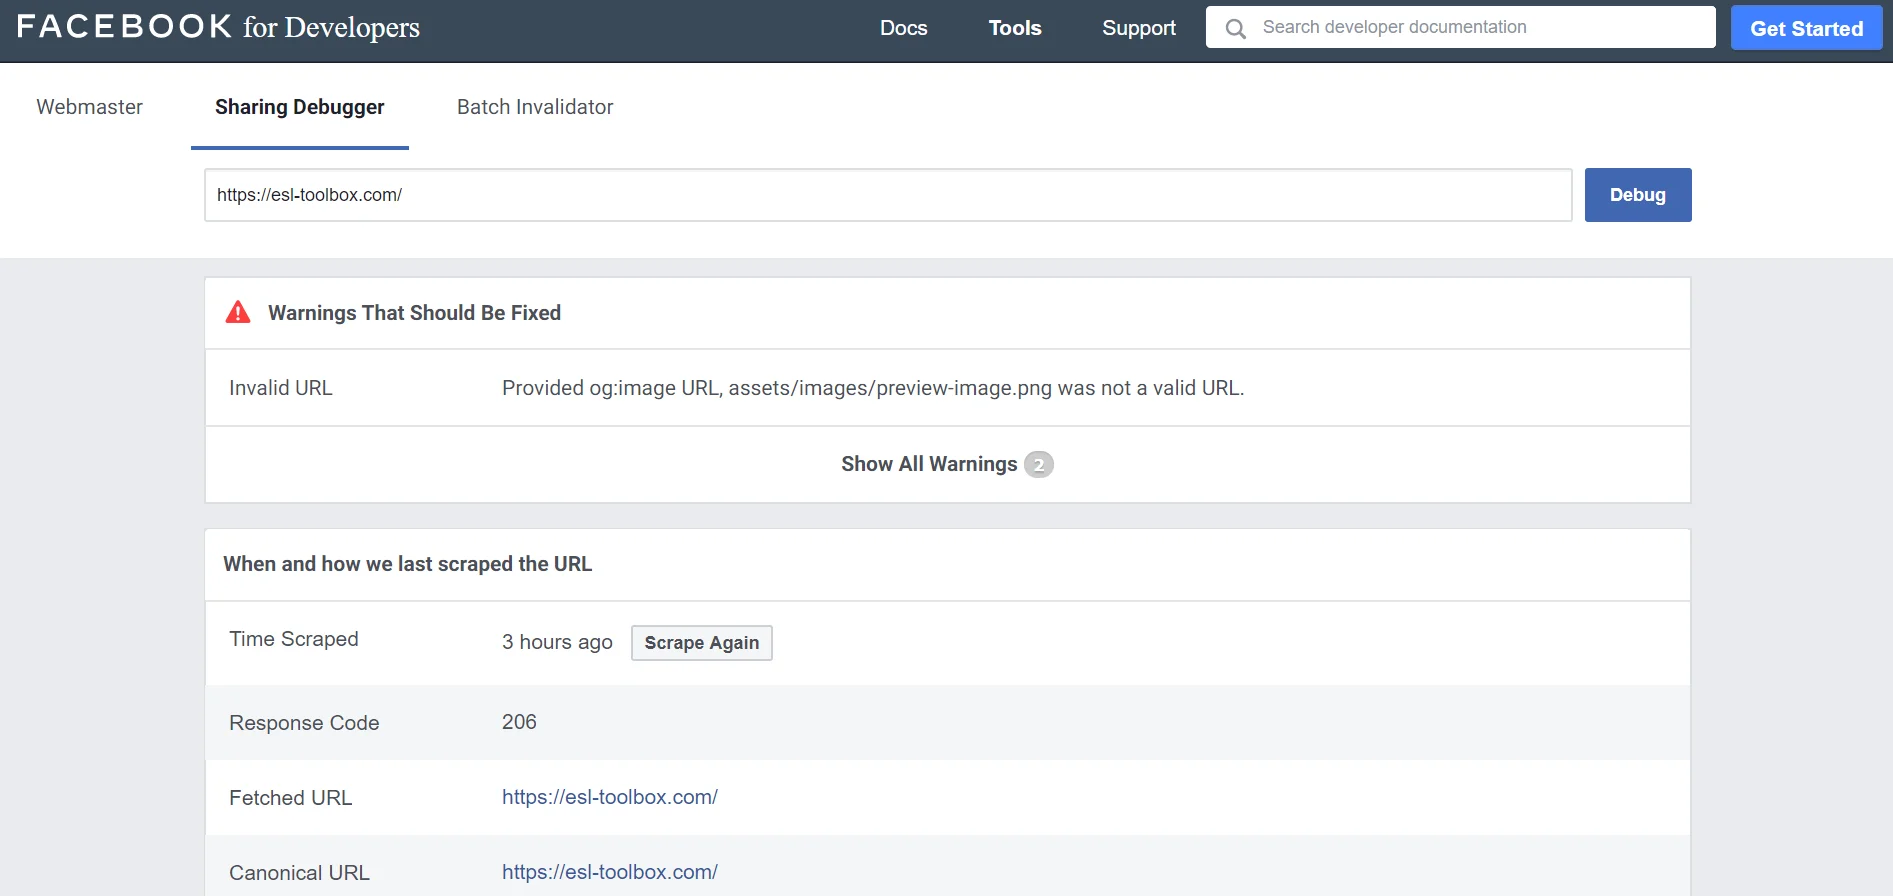 FACEBOOK for Developers
Docs
Tools
Support
Search developer documentation
Get Started
Webmaster
Sharing Debugger
Batch Invalidator
https://esl-toolbox.com/
Debug
Warnings That Should Be Fixed
Invalid URL
Provided og:image URL, assets/images/preview-image.png was not a valid URL.
Show All Warnings 2
When and how we last scraped the URL
Time Scraped
3 hours ago
Scrape Again
Response Code
206
Fetched URL
https://esl-toolbox.com/
Canonical URL
https://esl-toolbox.com/